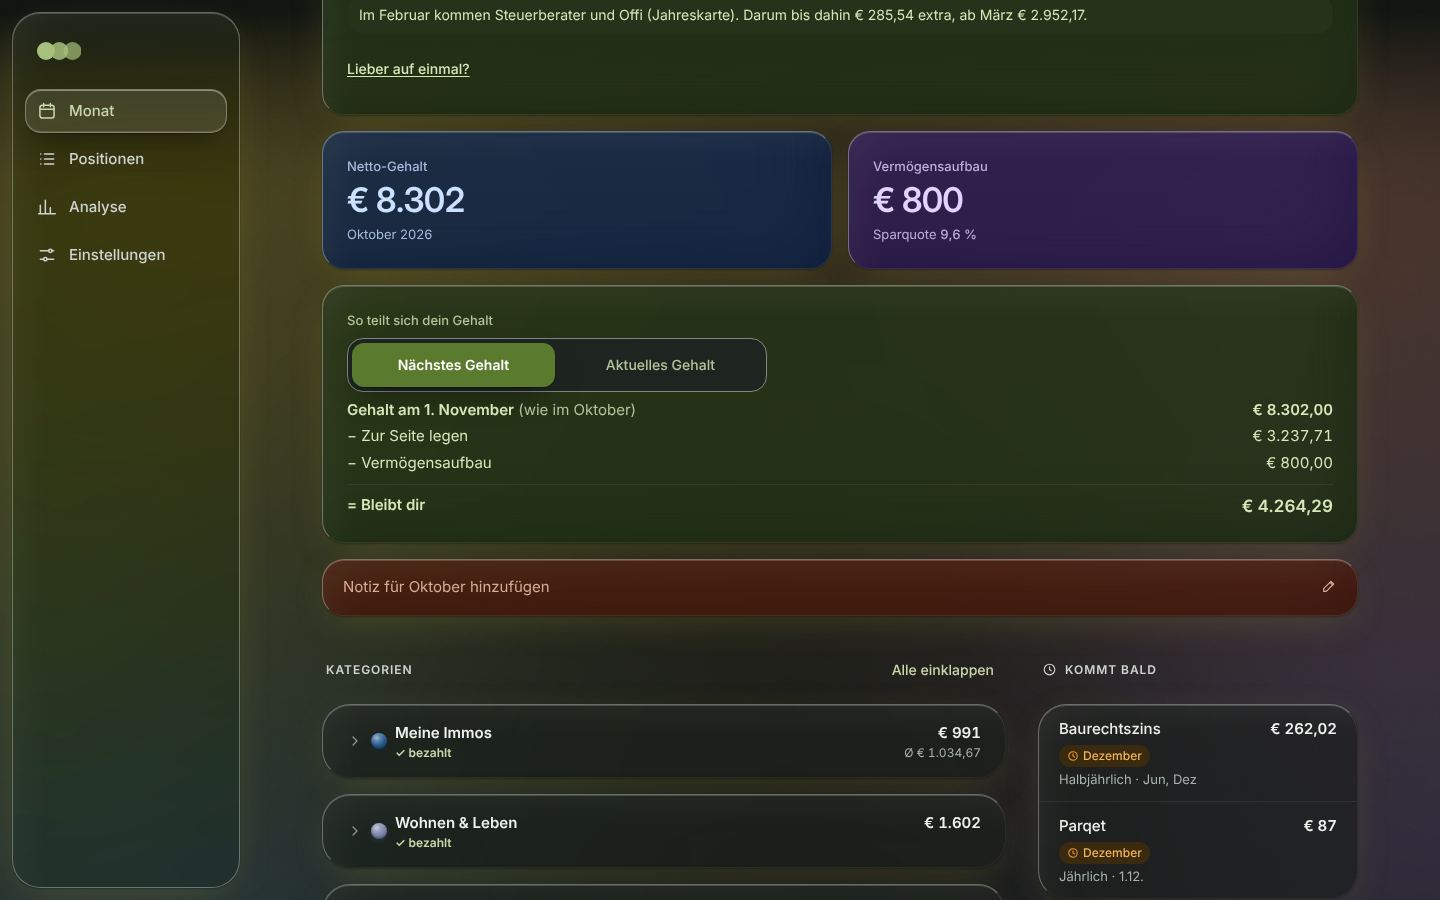 Im Februar kommen Steuerberater und Offi (Jahreskarte). Darum bis dahin € 285,54 extra, ab März € 2.952,17.
Lieber auf einmal?
Monat
Positionen
Analyse
Einstellungen
Netto-Gehalt
€ 8.302
Oktober 2026
Vermögensaufbau
€ 800
Sparquote 9,6 %
So teilt sich dein Gehalt
Nächstes Gehalt
Aktuelles Gehalt
Gehalt am 1. November (wie im Oktober) € 8.302,00
− Zur Seite legen € 3.237,71
− Vermögensaufbau € 800,00
= Bleibt dir € 4.264,29
Notiz für Oktober hinzufügen
KATEGORIEN
Alle einklappen
Meine Immos € 991
✓ bezahlt Ø € 1.034,67
Wohnen & Leben € 1.602
✓ bezahlt
KOMMT BALD
Baurechtszins € 262,02
Dezember
Halbjährlich · Jun, Dez
Parqet € 87
Dezember
Jährlich · 1.12.